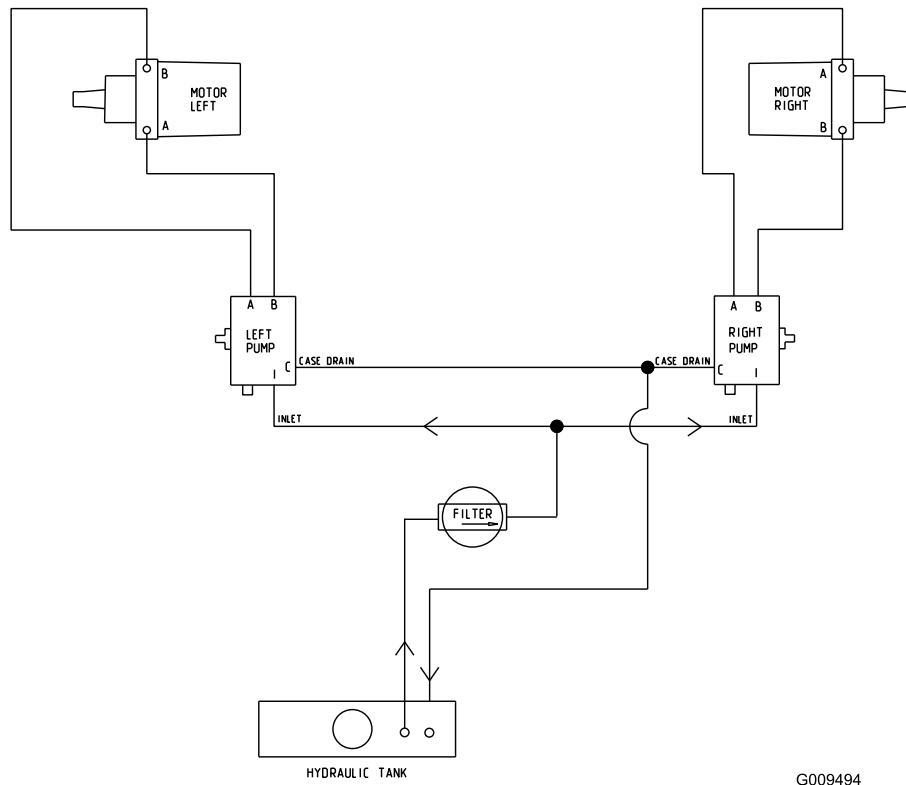 B
MOTOR
LEFT
A
A
MOTOR
RIGHT
B
A B
LEFT
PUMP
C
I
CASE DRAIN
INLET
A B
RIGHT
PUMP
C
I
CASE DRAIN
INLET
FILTER
HYDRAULIC TANK
G009494